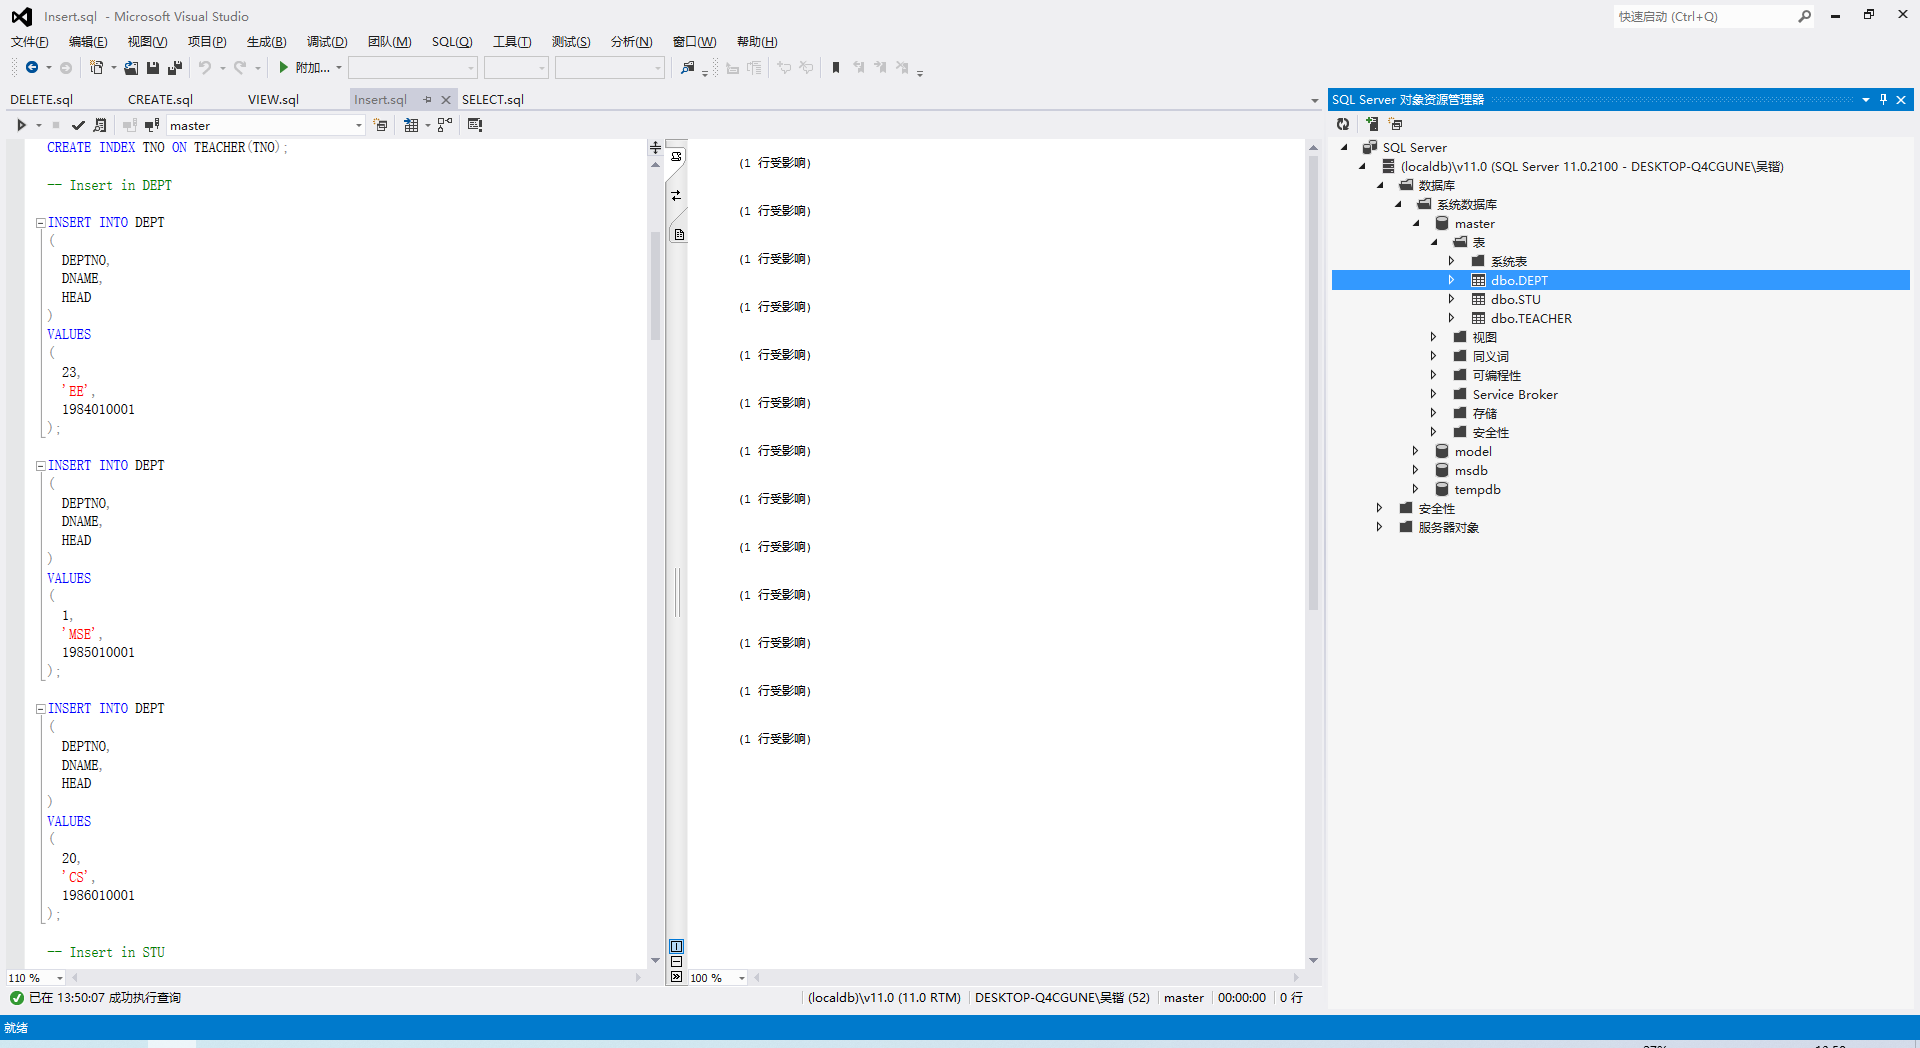 Insert.sql - Microsoft Visual Studio
快速启动 (Ctrl+Q)
文件(F) 编辑(E) 视图(V) 项目(P) 生成(B) 调试(D) 团队(M) SQL(Q) 工具(T) 测试(S) 分析(N) 窗口(W) 帮助(H)
附加...
DELETE.sql CREATE.sql VIEW.sql Insert.sql SELECT.sql
master
CREATE INDEX TNO ON TEACHER(TNO);
-- Insert in DEPT
INSERT INTO DEPT
(
DEPTNO,
DNAME,
HEAD
)
VALUES
(
23,
'EE',
1984010001
);
INSERT INTO DEPT
(
DEPTNO,
DNAME,
HEAD
)
VALUES
(
1,
'MSE',
1985010001
);
INSERT INTO DEPT
(
DEPTNO,
DNAME,
HEAD
)
VALUES
(
20,
'CS',
1986010001
);
-- Insert in STU
110 %
(1 行受影响)
(1 行受影响)
(1 行受影响)
(1 行受影响)
(1 行受影响)
(1 行受影响)
(1 行受影响)
(1 行受影响)
(1 行受影响)
(1 行受影响)
(1 行受影响)
(1 行受影响)
(1 行受影响)
100 %
SQL Server 对象资源管理器
SQL Server
(localdb)\v11.0 (SQL Server 11.0.2100 - DESKTOP-Q4CGUNE\吴锴)
数据库
系统数据库
master
表
系统表
dbo.DEPT
dbo.STU
dbo.TEACHER
视图
同义词
可编程性
Service Broker
存储
安全性
model
msdb
tempdb
安全性
服务器对象
已在 13:50:07 成功执行查询
(localdb)\v11.0 (11.0 RTM) DESKTOP-Q4CGUNE\吴锴 (52) master 00:00:00 0 行
就绪